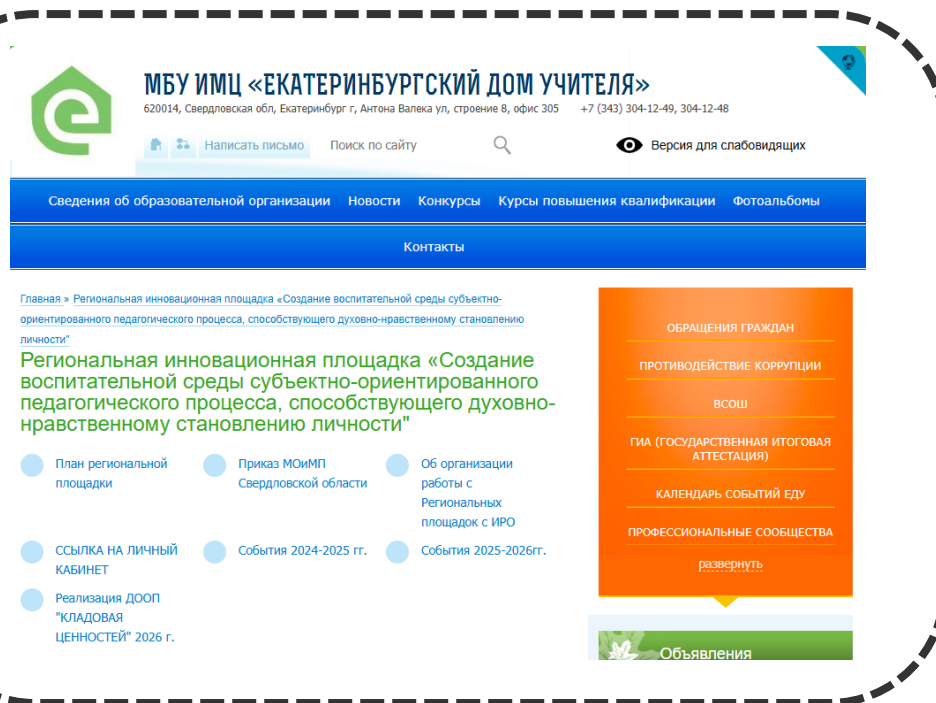 МБУ ИМЦ «ЕКАТЕРИНБУРГСКИЙ ДОМ УЧИТЕЛЯ»
620014, Свердловская обл, Екатеринбург г, Антона Валека ул, строение 8, офис 305 +7 (343) 304-12-49, 304-12-48
Написать письмо Поиск по сайту Версия для слабовидящих
Сведения об образовательной организации Новости Конкурсы Курсы повышения квалификации Фотоальбомы
Контакты
Главная » Региональная инновационная площадка «Создание воспитательной среды субъектно-
ориентированного педагогического процесса, способствующего духовно-нравственному становлению
личности"
Региональная инновационная площадка «Создание
воспитательной среды субъектно-ориентированного
педагогического процесса, способствующего духовно-
нравственному становлению личности"
План региональной
площадки
Приказ МОиМП
Свердловской области
Об организации
работы с
Региональных
площадок с ИРО
ССЫЛКА НА ЛИЧНЫЙ
КАБИНЕТ
События 2024-2025 гг.
События 2025-2026гг.
Реализация ДООП
"КЛАДОВАЯ
ЦЕННОСТЕЙ" 2026 г.
ОБРАЩЕНИЯ ГРАЖДАН
ПРОТИВОДЕЙСТВИЕ КОРРУПЦИИ
ВСОШ
ГИА (ГОСУДАРСТВЕННАЯ ИТОГОВАЯ
АТТЕСТАЦИЯ)
КАЛЕНДАРЬ СОБЫТИЙ ЕДУ
ПРОФЕССИОНАЛЬНЫЕ СООБЩЕСТВА
развернуть
Объявления